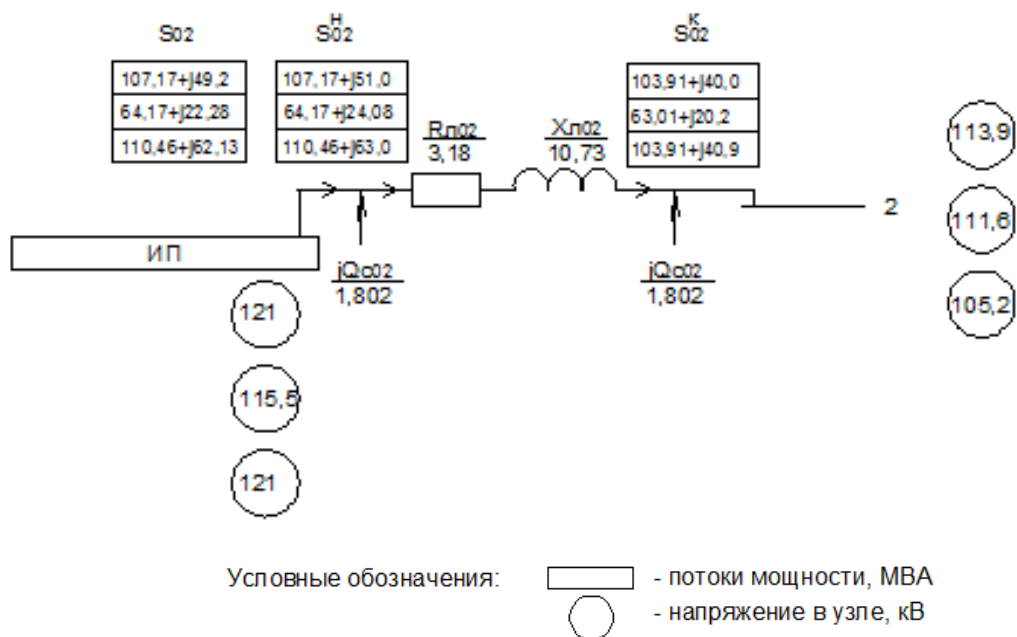 S02
107,17+j49,2
64,17+j22,28
110,46+j62,13
S02 Н
107,17+j51,0
64,17+j24,08
110,46+j63,0
S02 К
103,91+j40,0
63,01+j20,2
103,91+j40,9
Rл02
3,18
Xл02
10,73
113,9
111,6
105,2
2
ИП
jQc02
1,802
jQc02
1,802
121
115,5
121
Условные обозначения:
- потоки мощности, МВА
- напряжение в узле, кВ